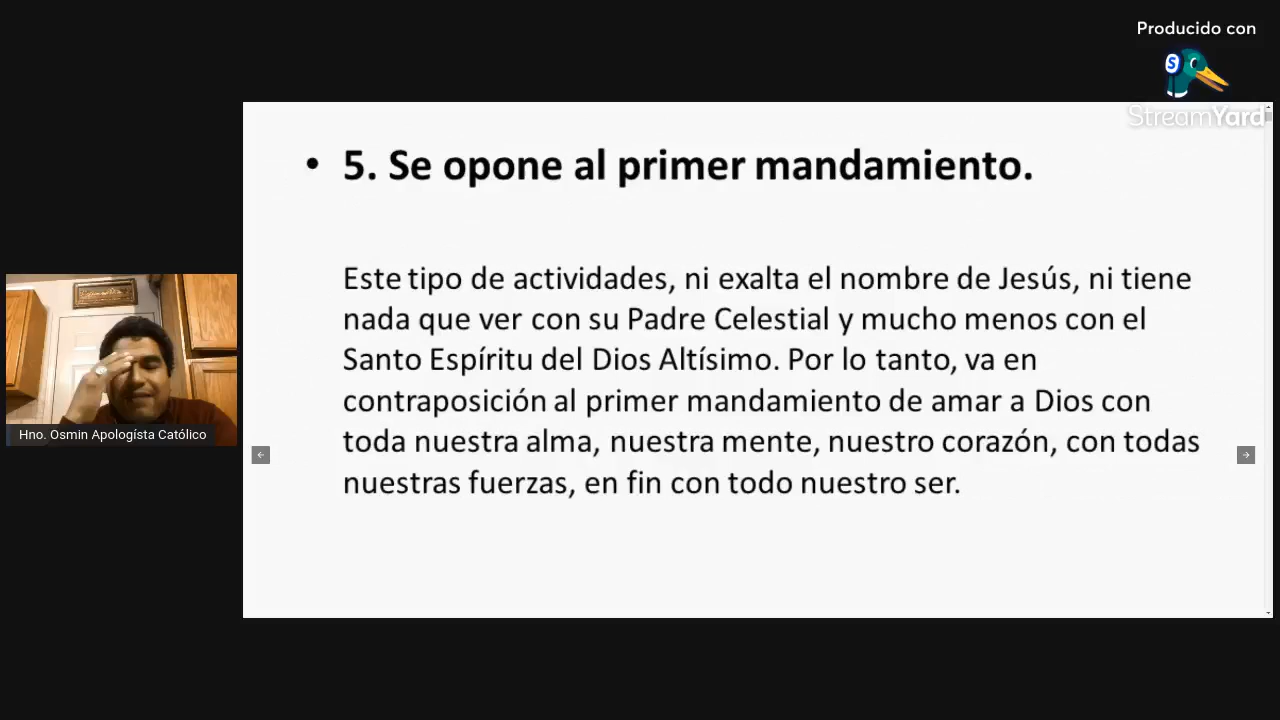 Producido con
S
StreamYard
• 5. Se opone al primer mandamiento.
Este tipo de actividades, ni exalta el nombre de Jesús, ni tiene
nada que ver con su Padre Celestial y mucho menos con el
Santo Espíritu del Dios Altísimo. Por lo tanto, va en
contraposición al primer mandamiento de amar a Dios con
toda nuestra alma, nuestra mente, nuestro corazón, con todas
nuestras fuerzas, en fin con todo nuestro ser.
Hno. Osmin Apologísta Católico